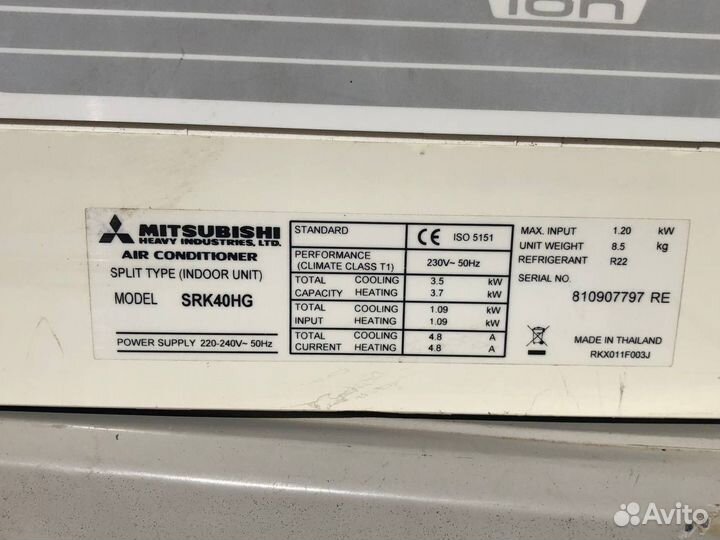 ion
MITSUBISHI
HEAVY INDUSTRIES, LTD.
AIR CONDITIONER
SPLIT TYPE (INDOOR UNIT)
MODEL SRK40HG
POWER SUPPLY 220-240V~ 50Hz
STANDARD CE ISO 5151
PERFORMANCE
(CLIMATE CLASS T1) 230V~ 50Hz
TOTAL COOLING 3.5 kW
CAPACITY HEATING 3.7 kW
TOTAL COOLING 1.09 kW
INPUT HEATING 1.09 kW
TOTAL COOLING 4.8 A
CURRENT HEATING 4.8 A
MAX. INPUT 1.20 kW
UNIT WEIGHT 8.5 kg
REFRIGERANT R22
SERIAL NO.
810907797 RE
MADE IN THAILAND
RKX011F003J
Avito